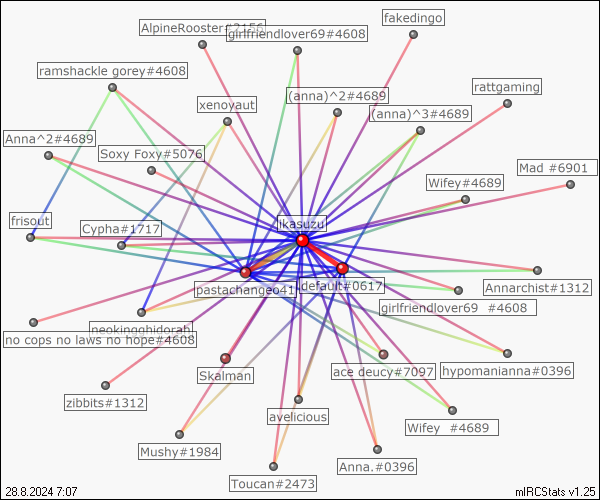 fakedingo
AlpineRooster#2156
girlfriendlover69#4608
ramshackle gorey#4608
rattgaming
(anna)^2#4689
xenoyaut
(anna)^3#4689
Anna^2#4689
Soxy Foxy#5076
Mad #6901
Wifey#4689
frisout
Cypha#1717
ikasuzu
pastachangeo41
default#0617
Annarchist#1312
girlfriendlover69 #4608
neokingghidorah
no cops no laws no hope#4608
Skalman
ace deucy#7097
hypomanianna#0396
zibbits#1312
avelicious
Wifey #4689
Mushy#1984
Anna.#0396
Toucan#2473
28.8.2024 7:07
mIRCStats v1.25